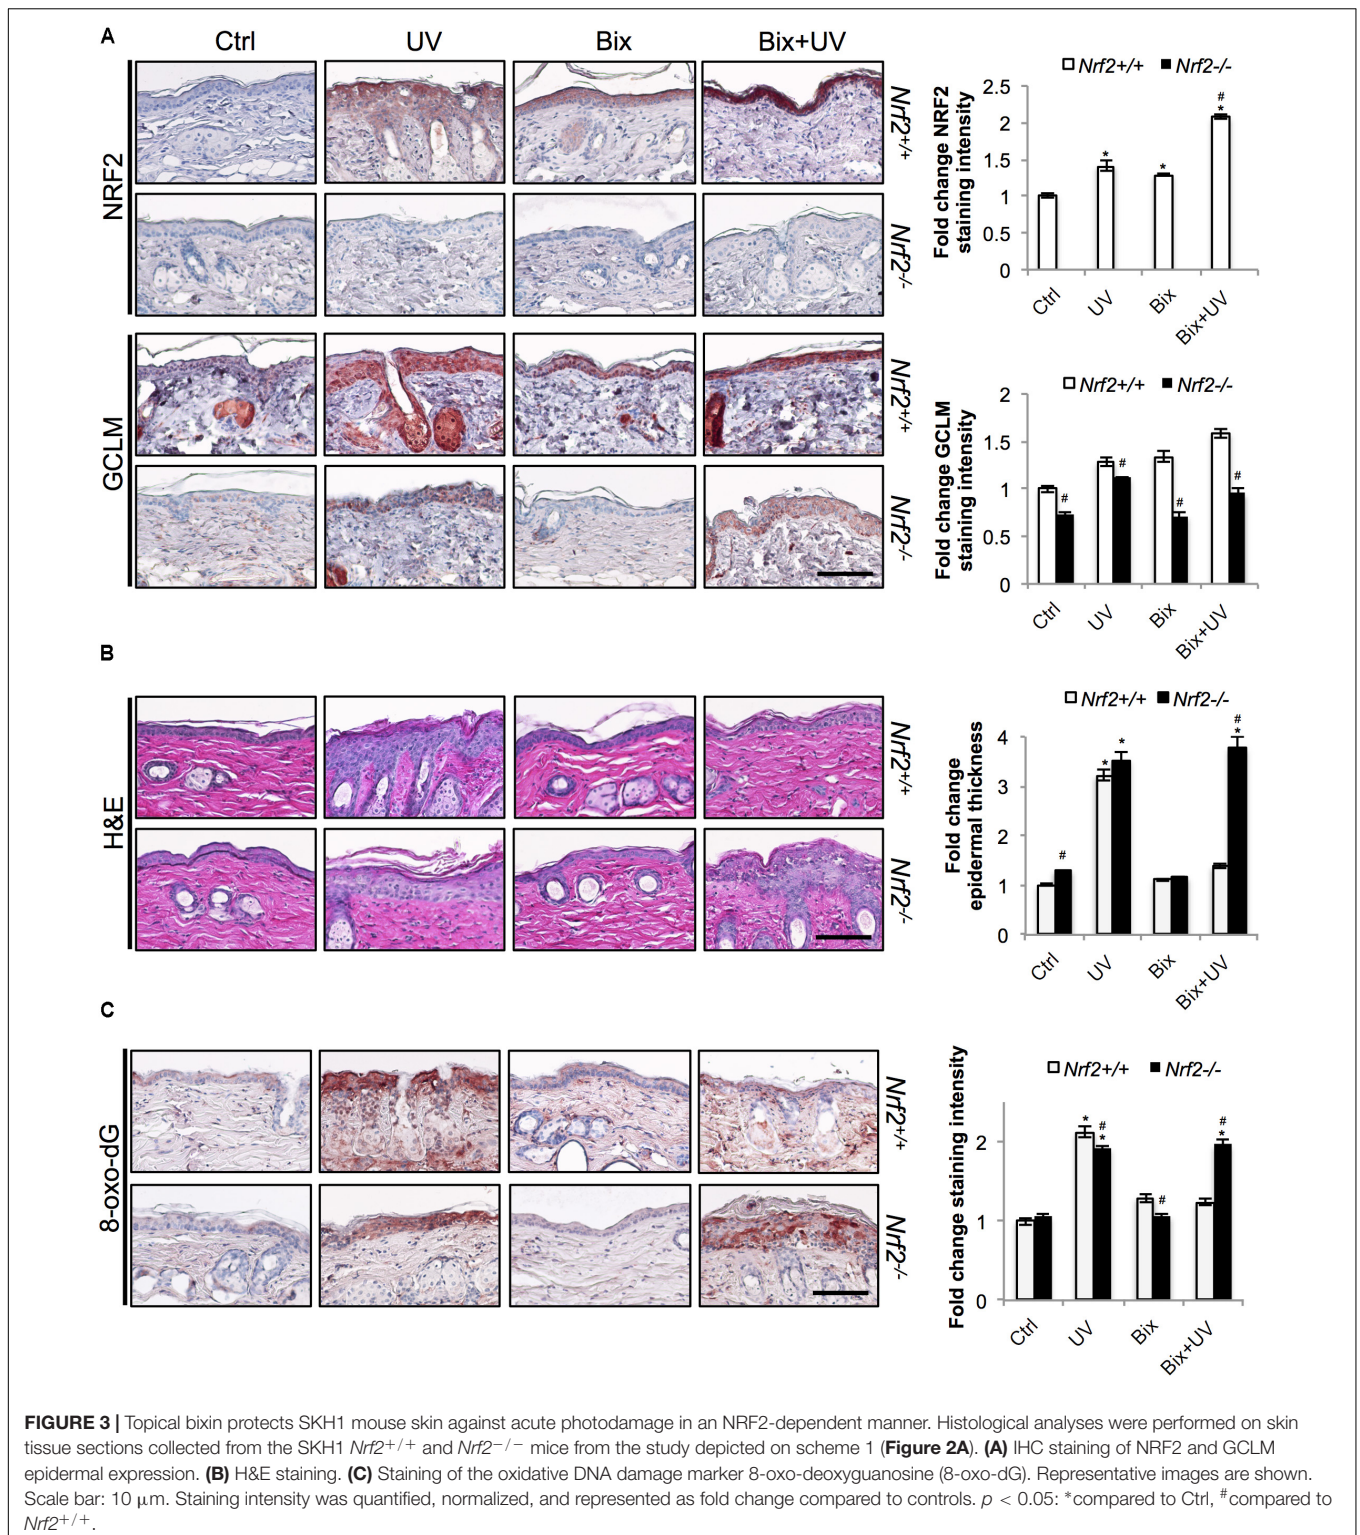 A
Ctrl UV Bix Bix+UV
NRF2
Nrf2+/+
Nrf2-/-
GCLM
Nrf2+/+
Nrf2-/-
Nrf2+/+ Nrf2-/-
Fold change NRF2
staining intensity
2.5
2
1.5
1
0.5
0
* * # *
Ctrl UV Bix Bix+UV
Nrf2+/+ Nrf2-/-
Fold change GCLM
staining intensity
2
1.5
1
0.5
0
# # # #
Ctrl UV Bix Bix+UV
B
H&E
Nrf2+/+
Nrf2-/-
Nrf2+/+ Nrf2-/-
Fold change
epidermal thickness
4
3
2
1
0
# * * # *
Ctrl UV Bix Bix+UV
C
8-oxo-dG
Nrf2+/+
Nrf2-/-
Nrf2+/+ Nrf2-/-
Fold change staining intensity
2
1
0
* # * # # *
Ctrl UV Bix Bix+UV
FIGURE 3 | Topical bixin protects SKH1 mouse skin against acute photodamage in an NRF2-dependent manner. Histological analyses were performed on skin
tissue sections collected from the SKH1 Nrf2+/+ and Nrf2−/− mice from the study depicted on scheme 1 (Figure 2A). (A) IHC staining of NRF2 and GCLM
epidermal expression. (B) H&E staining. (C) Staining of the oxidative DNA damage marker 8-oxo-deoxyguanosine (8-oxo-dG). Representative images are shown.
Scale bar: 10 μm. Staining intensity was quantified, normalized, and represented as fold change compared to controls. p < 0.05: *compared to Ctrl, #compared to
Nrf2+/+.